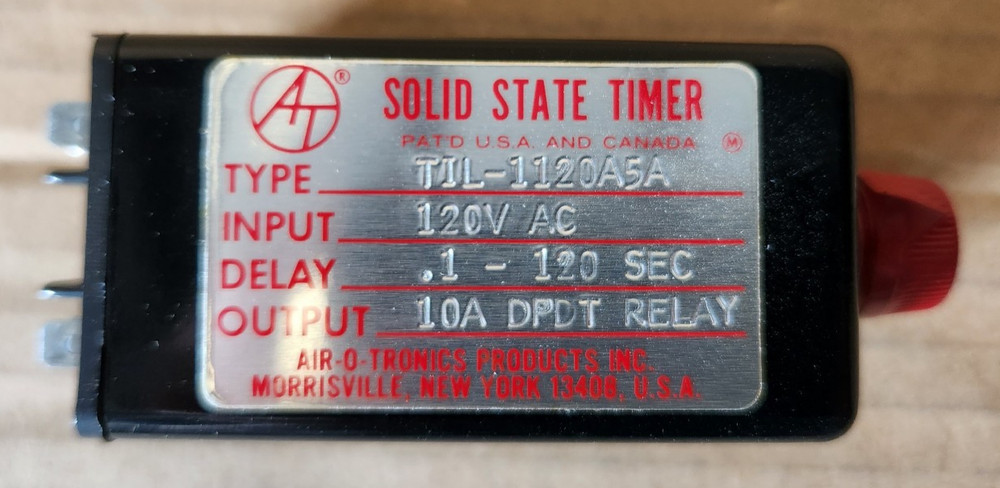 AT ®
SOLID STATE TIMER
PAT'D U.S.A. AND CANADA Ⓜ
TYPE TIL-1120A5A
INPUT 120V AC
DELAY .1 - 120 SEC
OUTPUT 10A DPDT RELAY
AIR-O-TRONICS PRODUCTS INC.
MORRISVILLE, NEW YORK 13408, U.S.A.